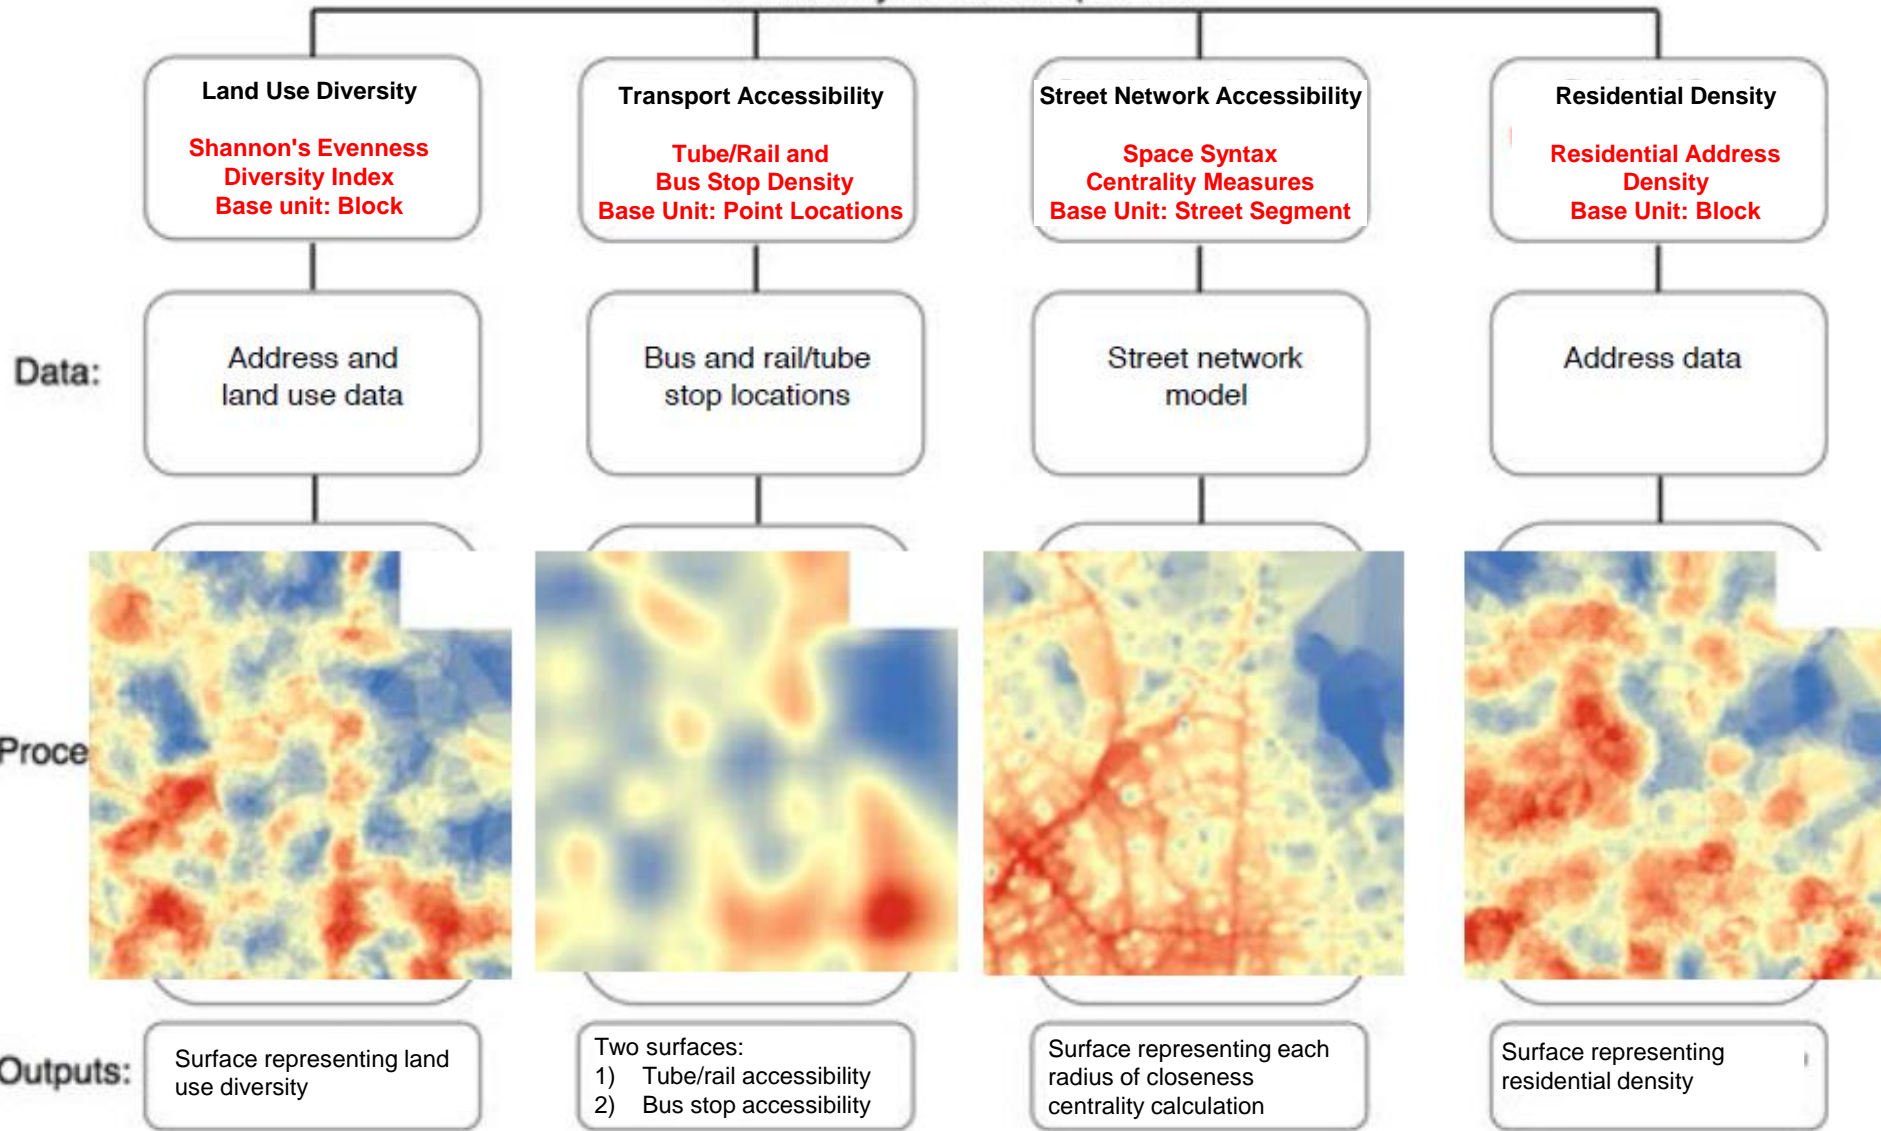 Land Use Diversity
Shannon's Evenness
Diversity Index
Base unit: Block
Transport Accessibility
Tube/Rail and
Bus Stop Density
Base Unit: Point Locations
Street Network Accessibility
Space Syntax
Centrality Measures
Base Unit: Street Segment
Residential Density
Residential Address
Density
Base Unit: Block
Data:
Address and
land use data
Bus and rail/tube
stop locations
Street network
model
Address data
Proce
Outputs:
Surface representing land
use diversity
Two surfaces:
1) Tube/rail accessibility
2) Bus stop accessibility
Surface representing each
radius of closeness
centrality calculation
Surface representing
residential density